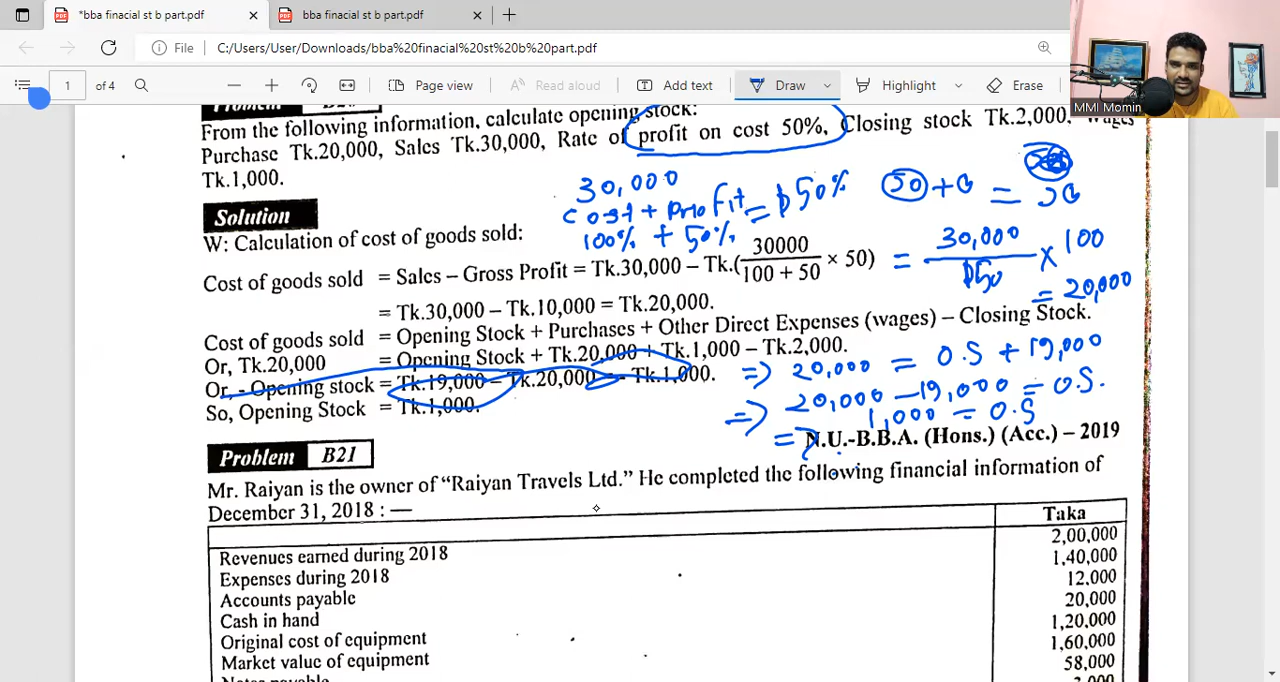 *bba finacial st b part.pdf
bba finacial st b part.pdf
File
C:/Users/User/Downloads/bba%20finacial%20st%20b%20part.pdf
1 of 4
Page view
Read aloud
Add text
Draw
Highlight
Erase
MMI Momin
From the following information, calculate opening stock:
Purchase Tk.20,000, Sales Tk.30,000, Rate of profit on cost 50%, Closing stock Tk.2,000, Wages
Tk.1,000.
Solution
30,000
cost + Profit = 150%
100% + 50%
W: Calculation of cost of goods sold:
Cost of goods sold = Sales – Gross Profit = Tk.30,000 – Tk.(30000/100 + 50 × 50)
= 30,000/150 × 100
= 20,000
= Tk.30,000 – Tk.10,000 = Tk.20,000.
Cost of goods sold = Opening Stock + Purchases + Other Direct Expenses (wages) – Closing Stock.
Or, Tk.20,000 = Opening Stock + Tk.20,000 + Tk.1,000 – Tk.2,000.
Or, - Opening stock = Tk.19,000 – Tk.20,000 – Tk.1,000.
So, Opening Stock = Tk.1,000.
=> 20,000 = O.S + 19,000
=> 20,000 – 19,000 = O.S.
=> 1,000 = O.S
N.U.-B.B.A. (Hons.) (Acc.) – 2019
Problem B21
Mr. Raiyan is the owner of “Raiyan Travels Ltd.” He completed the following financial information of
December 31, 2018 : —
Taka
Revenues earned during 2018 2,00,000
Expenses during 2018 1,40,000
Accounts payable 12,000
Cash in hand 20,000
Original cost of equipment 1,20,000
Market value of equipment 1,60,000
58,000